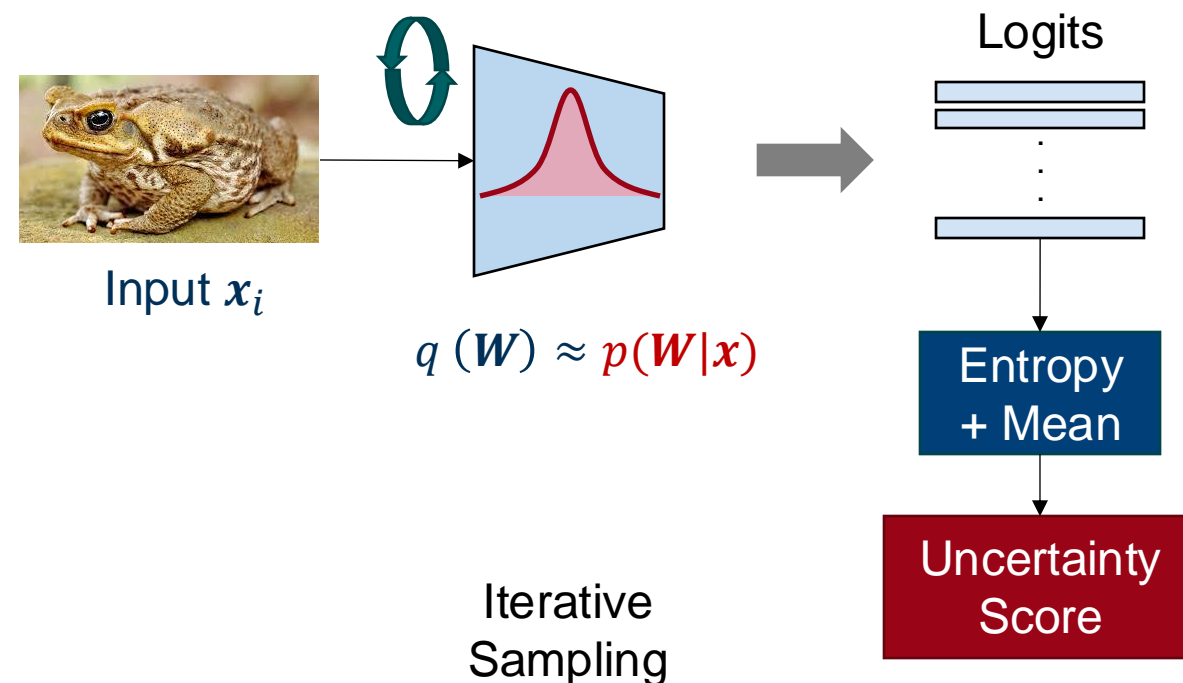 Logits
Input 𝒙ᵢ
q (𝑾) ≈ p(𝑾|𝒙)
Entropy
+ Mean
Uncertainty
Score
Iterative
Sampling